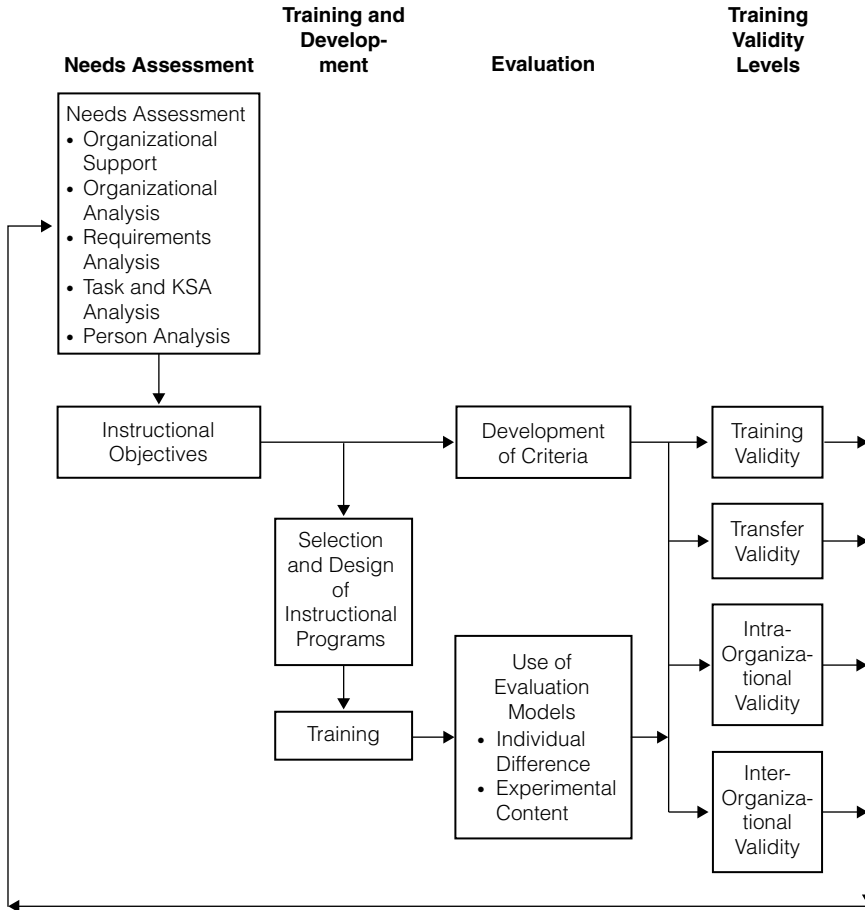 Training and
Develop-
ment
Training
Validity
Levels
Needs Assessment
Evaluation
Needs Assessment
• Organizational
Support
• Organizational
Analysis
• Requirements
Analysis
• Task and KSA
Analysis
• Person Analysis
Instructional
Objectives
Development
of Criteria
Training
Validity
Selection
and Design
of
Instructional
Programs
Transfer
Validity
Use of
Evaluation
Models
• Individual
Difference
• Experimental
Content
Intra-
Organiza-
tional
Validity
Training
Inter-
Organiza-
tional
Validity